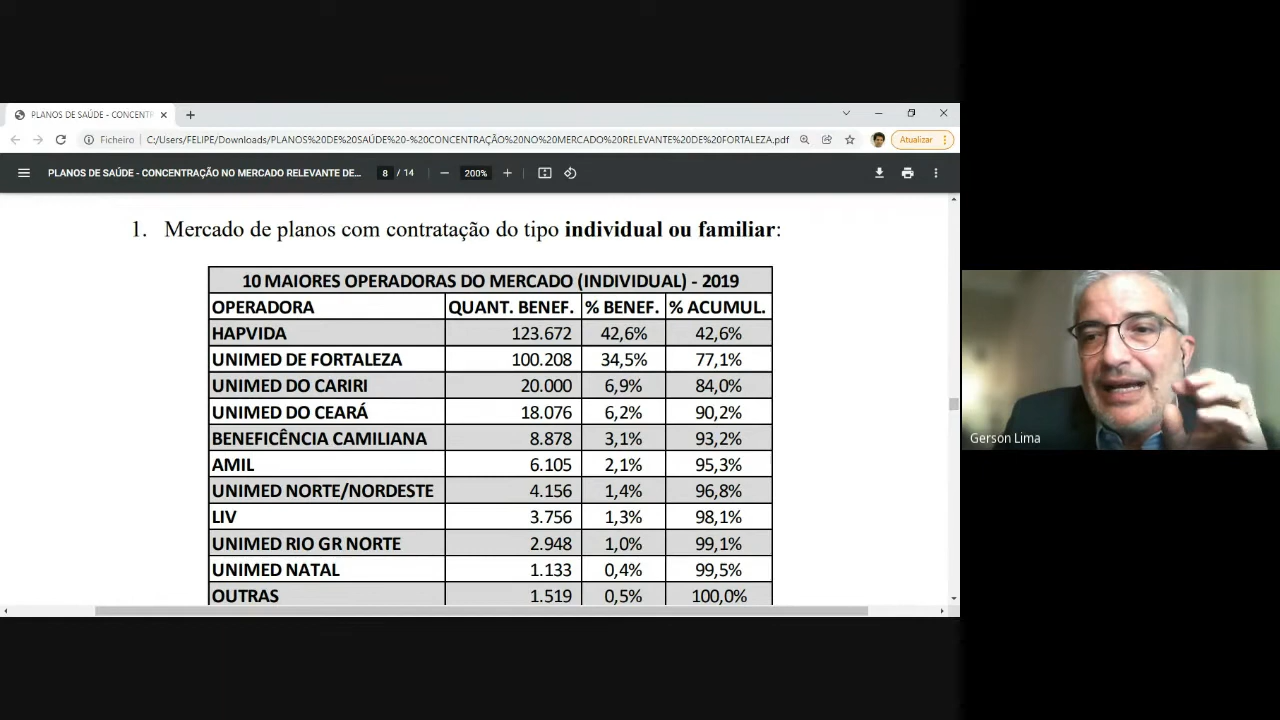 PLANOS DE SAÚDE - CONCENTR
Ficheiro C:/Users/FELIPE/Downloads/PLANOS%20DE%20SAÚDE%20-%20CONCENTRAÇÃO%20NO%20MERCADO%20RELEVANTE%20DE%20FORTALEZA.pdf Atualizar
PLANOS DE SAÚDE - CONCENTRAÇÃO NO MERCADO RELEVANTE DE... 8 / 14 200%
1. Mercado de planos com contratação do tipo individual ou familiar:
10 MAIORES OPERADORAS DO MERCADO (INDIVIDUAL) - 2019
OPERADORA QUANT. BENEF. % BENEF. % ACUMUL.
HAPVIDA 123.672 42,6% 42,6%
UNIMED DE FORTALEZA 100.208 34,5% 77,1%
UNIMED DO CARIRI 20.000 6,9% 84,0%
UNIMED DO CEARÁ 18.076 6,2% 90,2%
BENEFICÊNCIA CAMILIANA 8.878 3,1% 93,2%
AMIL 6.105 2,1% 95,3%
UNIMED NORTE/NORDESTE 4.156 1,4% 96,8%
LIV 3.756 1,3% 98,1%
UNIMED RIO GR NORTE 2.948 1,0% 99,1%
UNIMED NATAL 1.133 0,4% 99,5%
OUTRAS 1.519 0,5% 100,0%
Gerson Lima